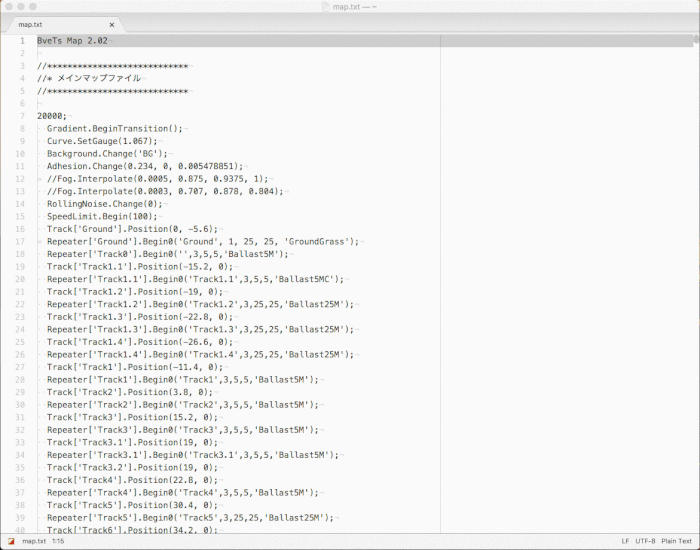 map.txt — ~
map.txt ×
1 BveTs Map 2.02
2
3 //****************************
4 //* メインマップファイル
5 //****************************
6
7 20000;
8 Gradient.BeginTransition();
9 Curve.SetGauge(1.067);
10 Background.Change('BG');
11 Adhesion.Change(0.234, 0, 0.005478851);
12 //Fog.Interpolate(0.0005, 0.875, 0.9375, 1);
13 //Fog.Interpolate(0.0003, 0.707, 0.878, 0.804);
14 RollingNoise.Change(0);
15 SpeedLimit.Begin(100);
16 Track['Ground'].Position(0, -5.6);
17 Repeater['Ground'].Begin0('Ground', 1, 25, 25, 'GroundGrass');
18 Repeater['Track0'].Begin0('',3,5,5,'Ballast5M');
19 Track['Track1.1'].Position(-15.2, 0);
20 Repeater['Track1.1'].Begin0('Track1.1',3,5,5,'Ballast5MC');
21 Track['Track1.2'].Position(-19, 0);
22 Repeater['Track1.2'].Begin0('Track1.2',3,25,25,'Ballast25M');
23 Track['Track1.3'].Position(-22.8, 0);
24 Repeater['Track1.3'].Begin0('Track1.3',3,25,25,'Ballast25M');
25 Track['Track1.4'].Position(-26.6, 0);
26 Repeater['Track1.4'].Begin0('Track1.4',3,25,25,'Ballast25M');
27 Track['Track1'].Position(-11.4, 0);
28 Repeater['Track1'].Begin0('Track1',3,5,5,'Ballast5M');
29 Track['Track2'].Position(3.8, 0);
30 Repeater['Track2'].Begin0('Track2',3,5,5,'Ballast5M');
31 Track['Track3'].Position(15.2, 0);
32 Repeater['Track3'].Begin0('Track3',3,5,5,'Ballast5M');
33 Track['Track3.1'].Position(19, 0);
34 Repeater['Track3.1'].Begin0('Track3.1',3,5,5,'Ballast5M');
35 Track['Track3.2'].Position(19, 0);
36 Track['Track4'].Position(22.8, 0);
37 Repeater['Track4'].Begin0('Track4',3,5,5,'Ballast5M');
38 Track['Track5'].Position(30.4, 0);
39 Repeater['Track5'].Begin0('Track5',3,25,25,'Ballast25M');
40 Track['Track6'].Position(34.2, 0);
map.txt 1:15 LF UTF-8 Plain Text